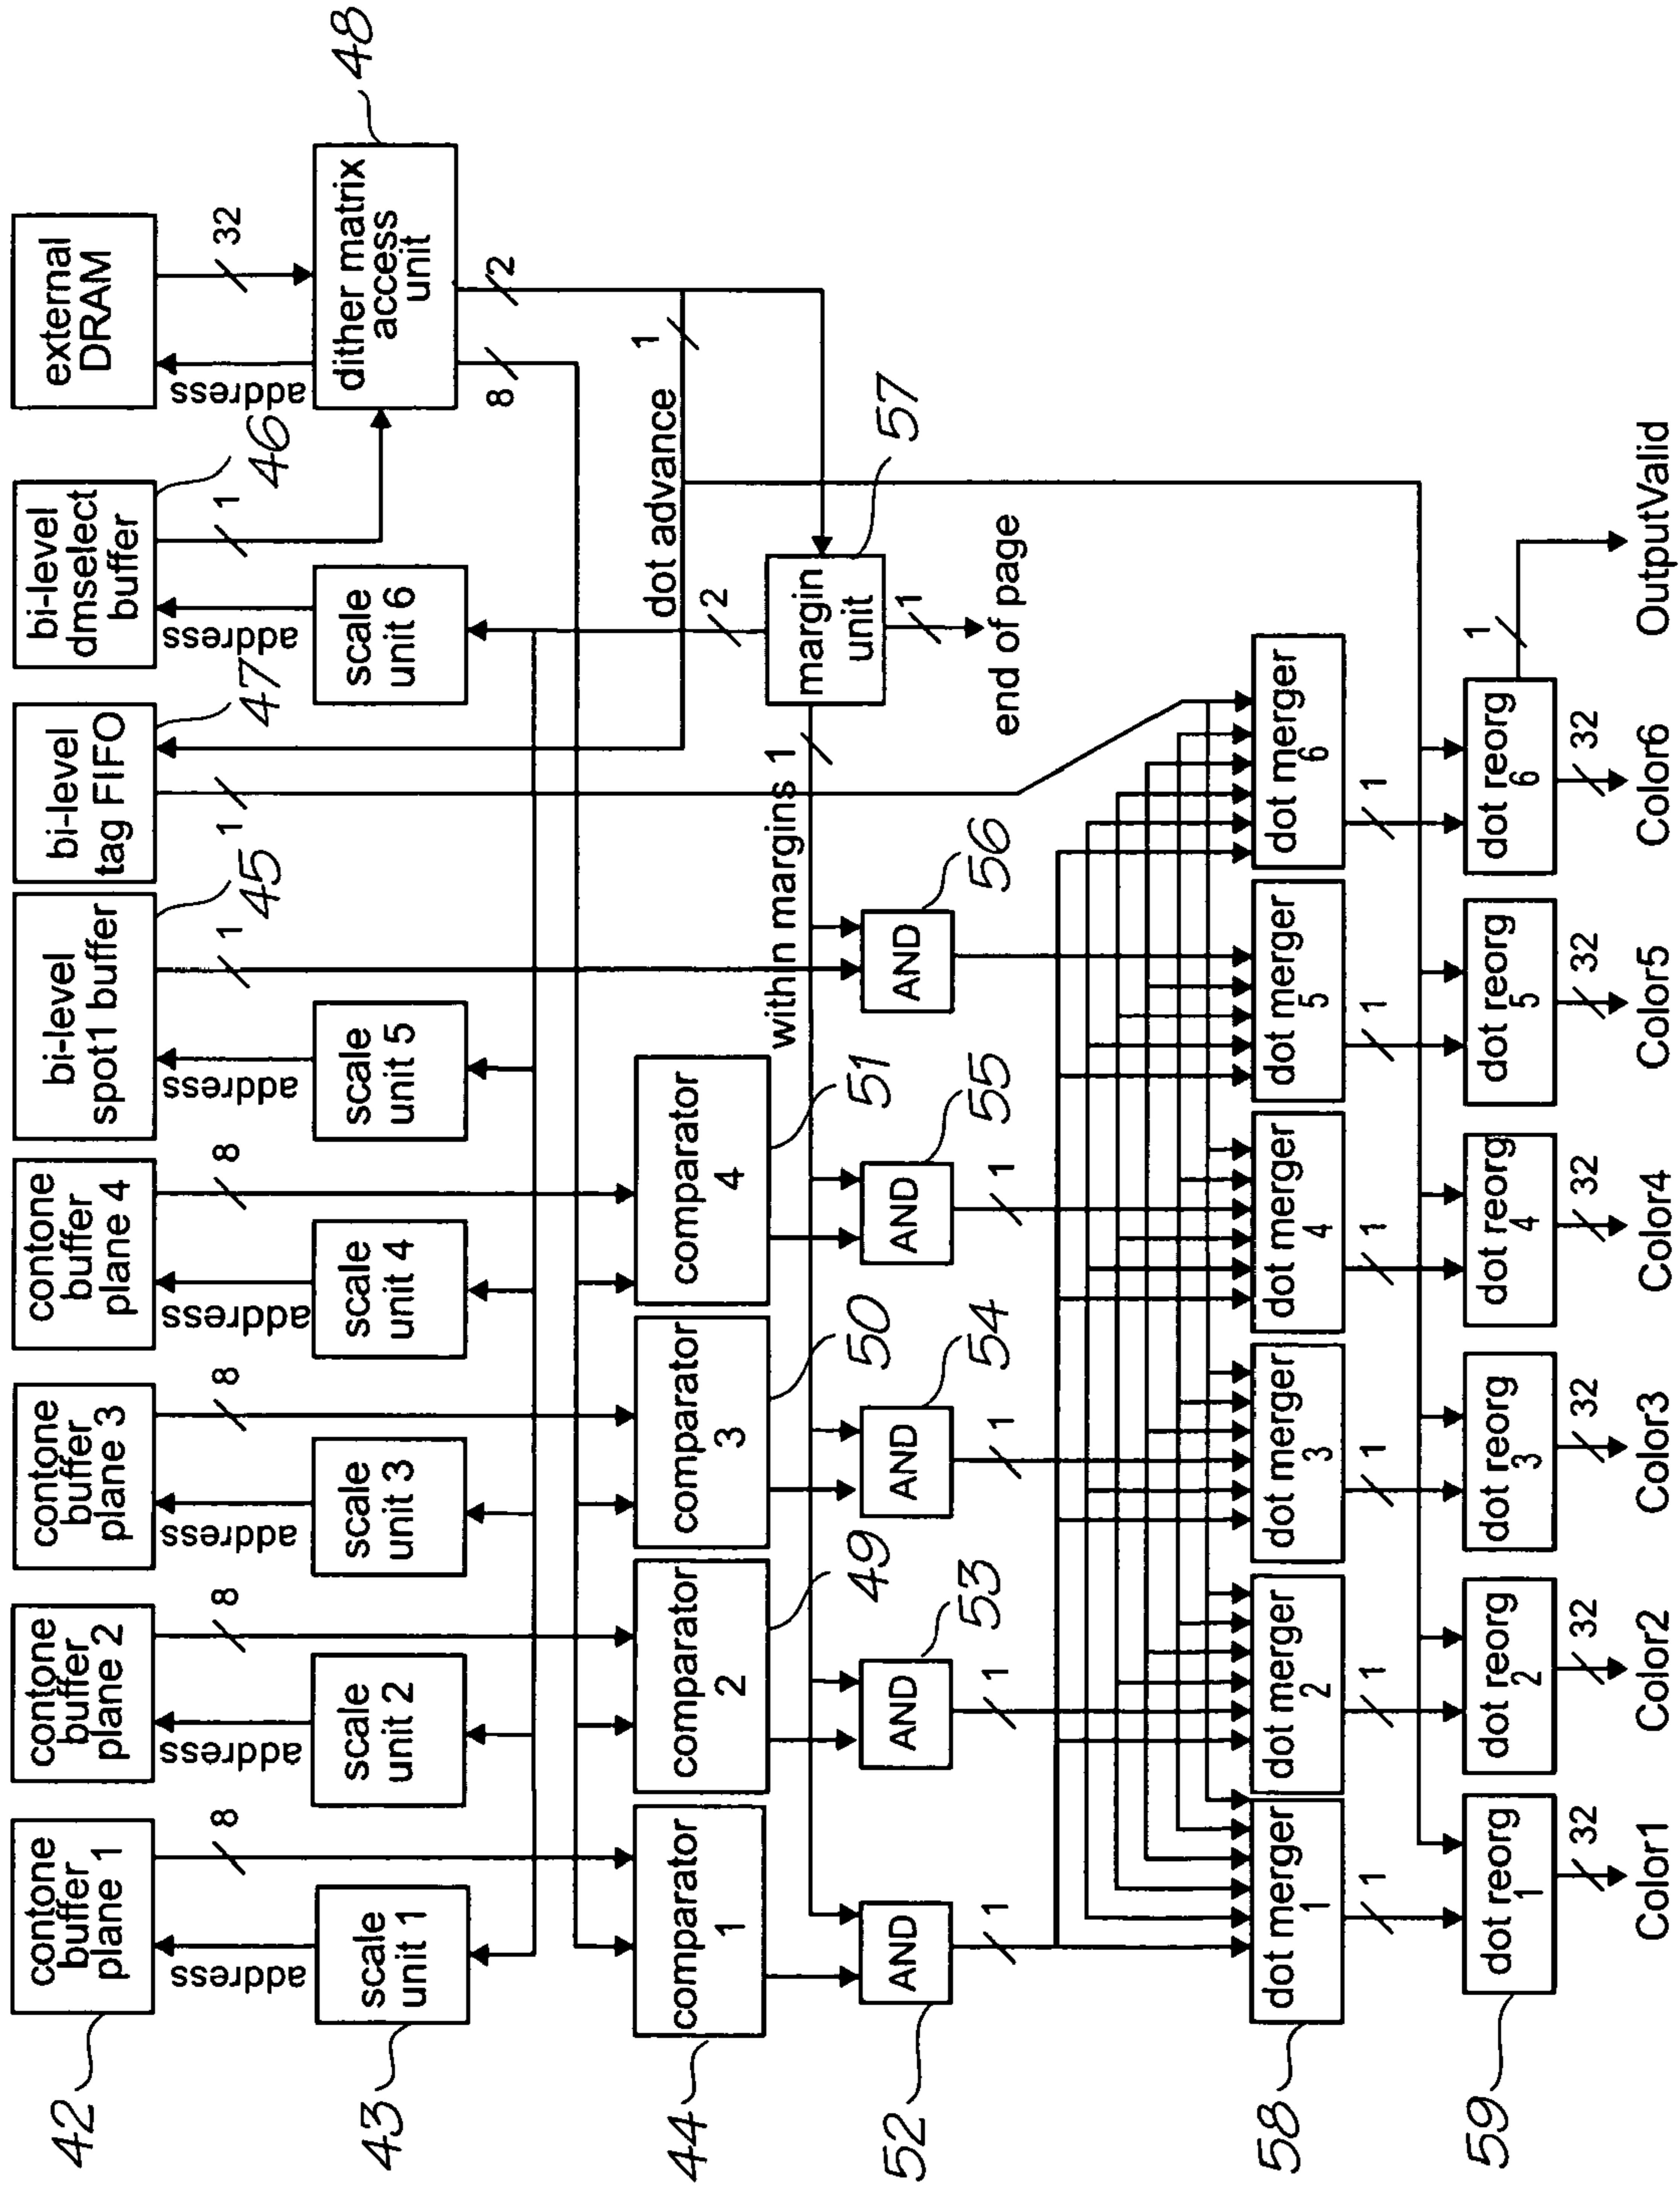 contone
buffer
plane 1
contone
buffer
plane 2
contone
buffer
plane 3
contone
buffer
plane 4
bi-level
spot1 buffer
bi-level
tag FIFO
bi-level
dmselect
buffer
external
DRAM
42
8
8
8
8
1
45
1
47
1
46
32
48
address
address
address
address
address
address
address
43
scale
unit 1
scale
unit 2
scale
unit 3
scale
unit 4
scale
unit 5
scale
unit 6
dither matrix
access
unit
8
2
dot advance
1
2
44
comparator
1
comparator
2
49
comparator
3
50
comparator
4
51
within margins
1
margin
unit
57
1
end of page
52
AND
AND
53
AND
54
AND
55
AND
56
1
1
1
1
58
dot merger
1
dot merger
2
dot merger
3
dot merger
4
dot merger
5
dot merger
6
1
1
1
1
1
1
59
dot reorg
1
dot reorg
2
dot reorg
3
dot reorg
4
dot reorg
5
dot reorg
6
32
32
32
32
32
32
1
Color1
Color2
Color3
Color4
Color5
Color6
OutputValid